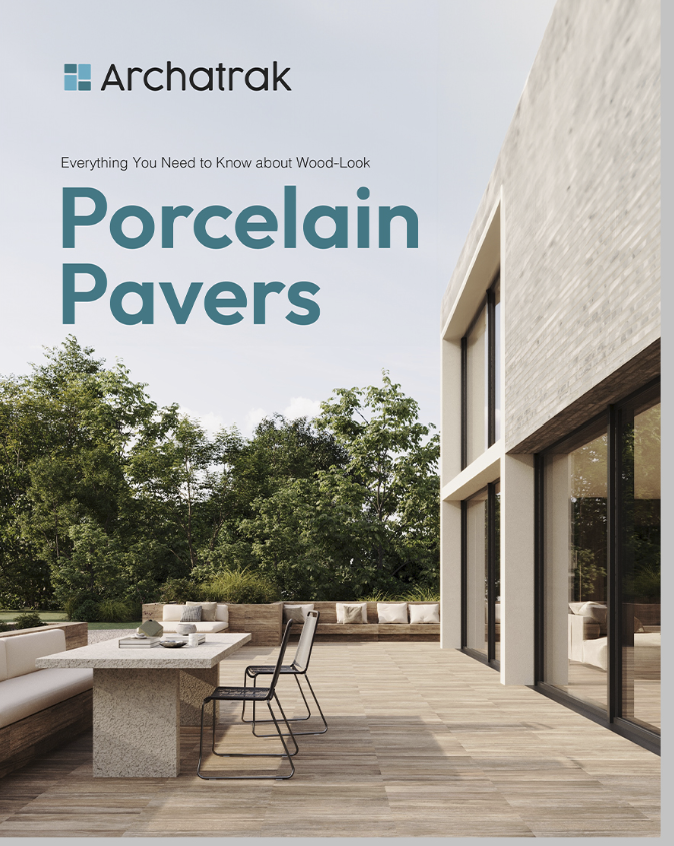 Archatrak
Everything You Need to Know about Wood-Look
Porcelain
Pavers